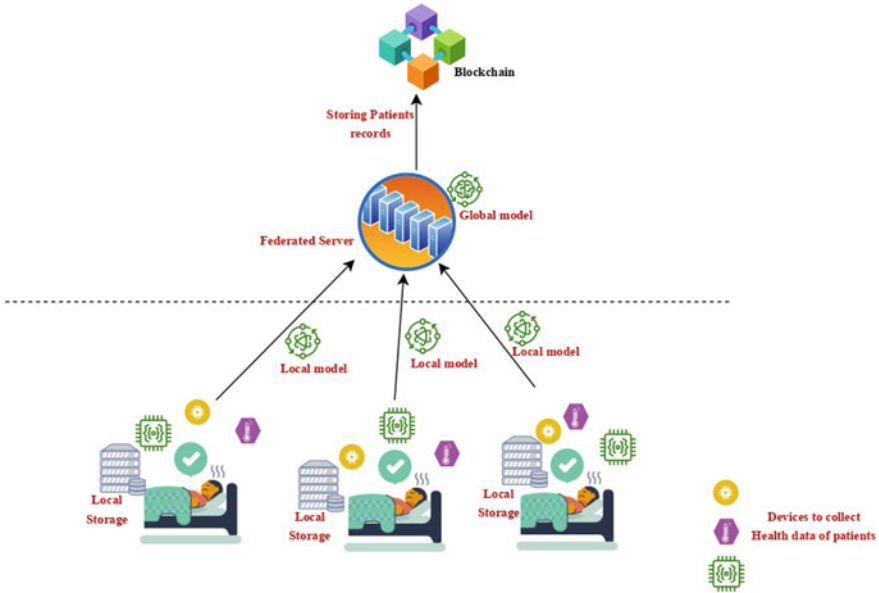 Blockchain
Storing Patients
records
Global model
Federated Server
Local model
Local model
Local model
Local
Storage
Local
Storage
Local
Storage
Devices to collect
Health data of patients